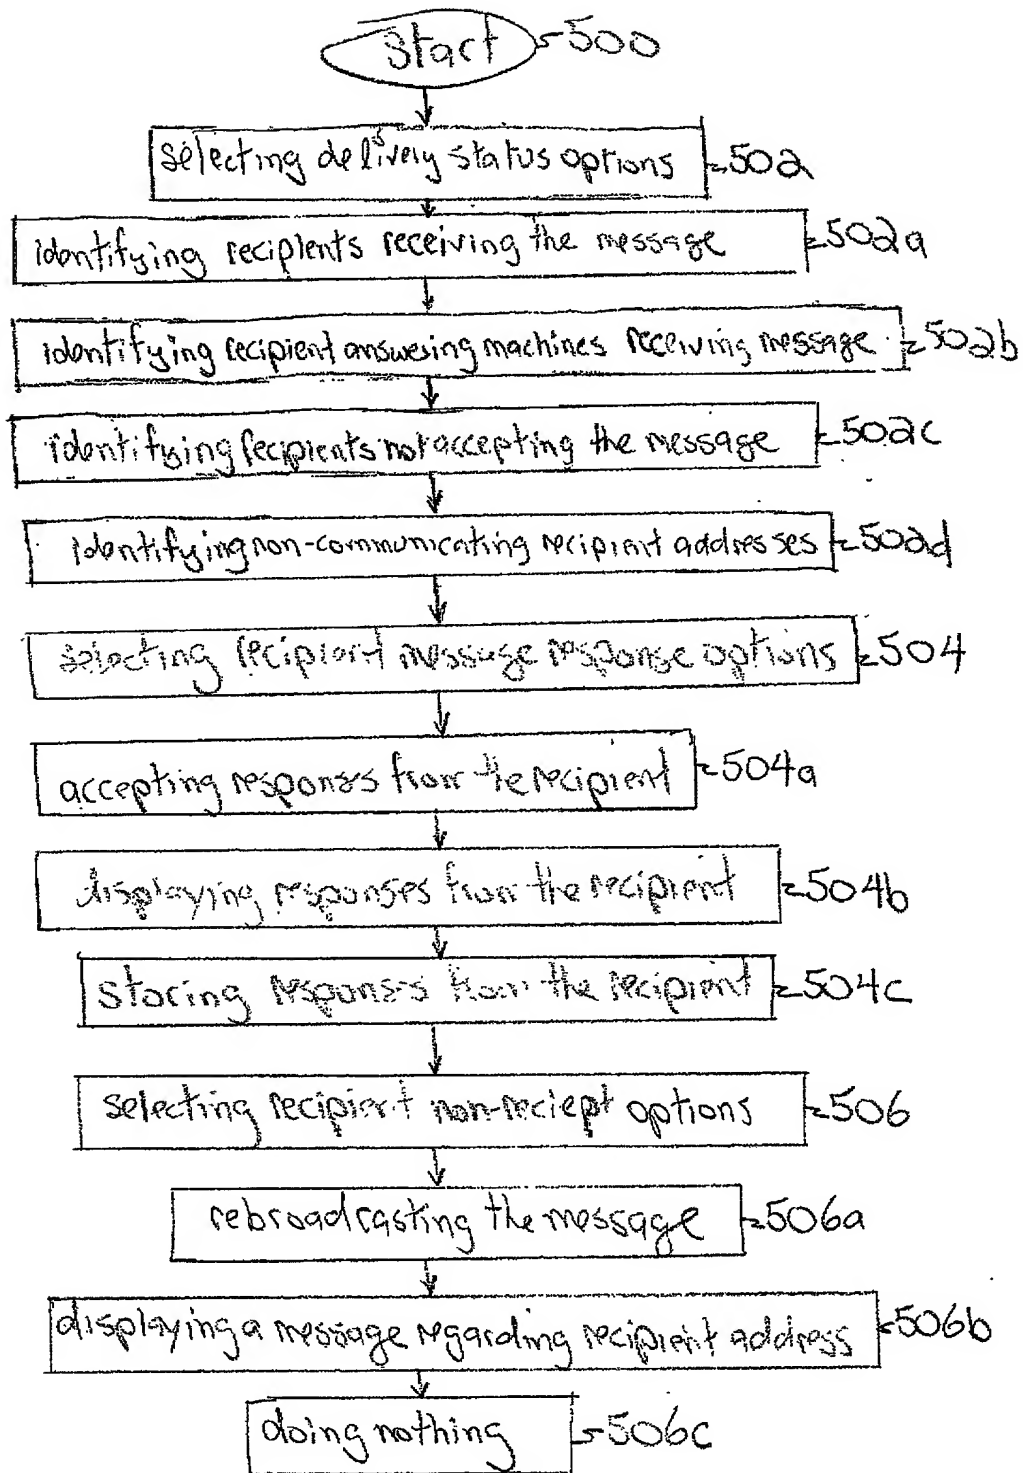 Start 500
selecting delivery status options 502
identifying recipients receiving the message 502a
identifying recipient answering machines receiving message 502b
identifying recipients not accepting the message 502c
identifying non-communicating recipient addresses 502d
selecting recipient message response options 504
accepting responses from the recipient 504a
displaying responses from the recipient 504b
storing responses from the recipient 504c
selecting recipient non-reciept options 506
rebroadcasting the message 506a
displaying a message regarding recipient address 506b
doing nothing 506c